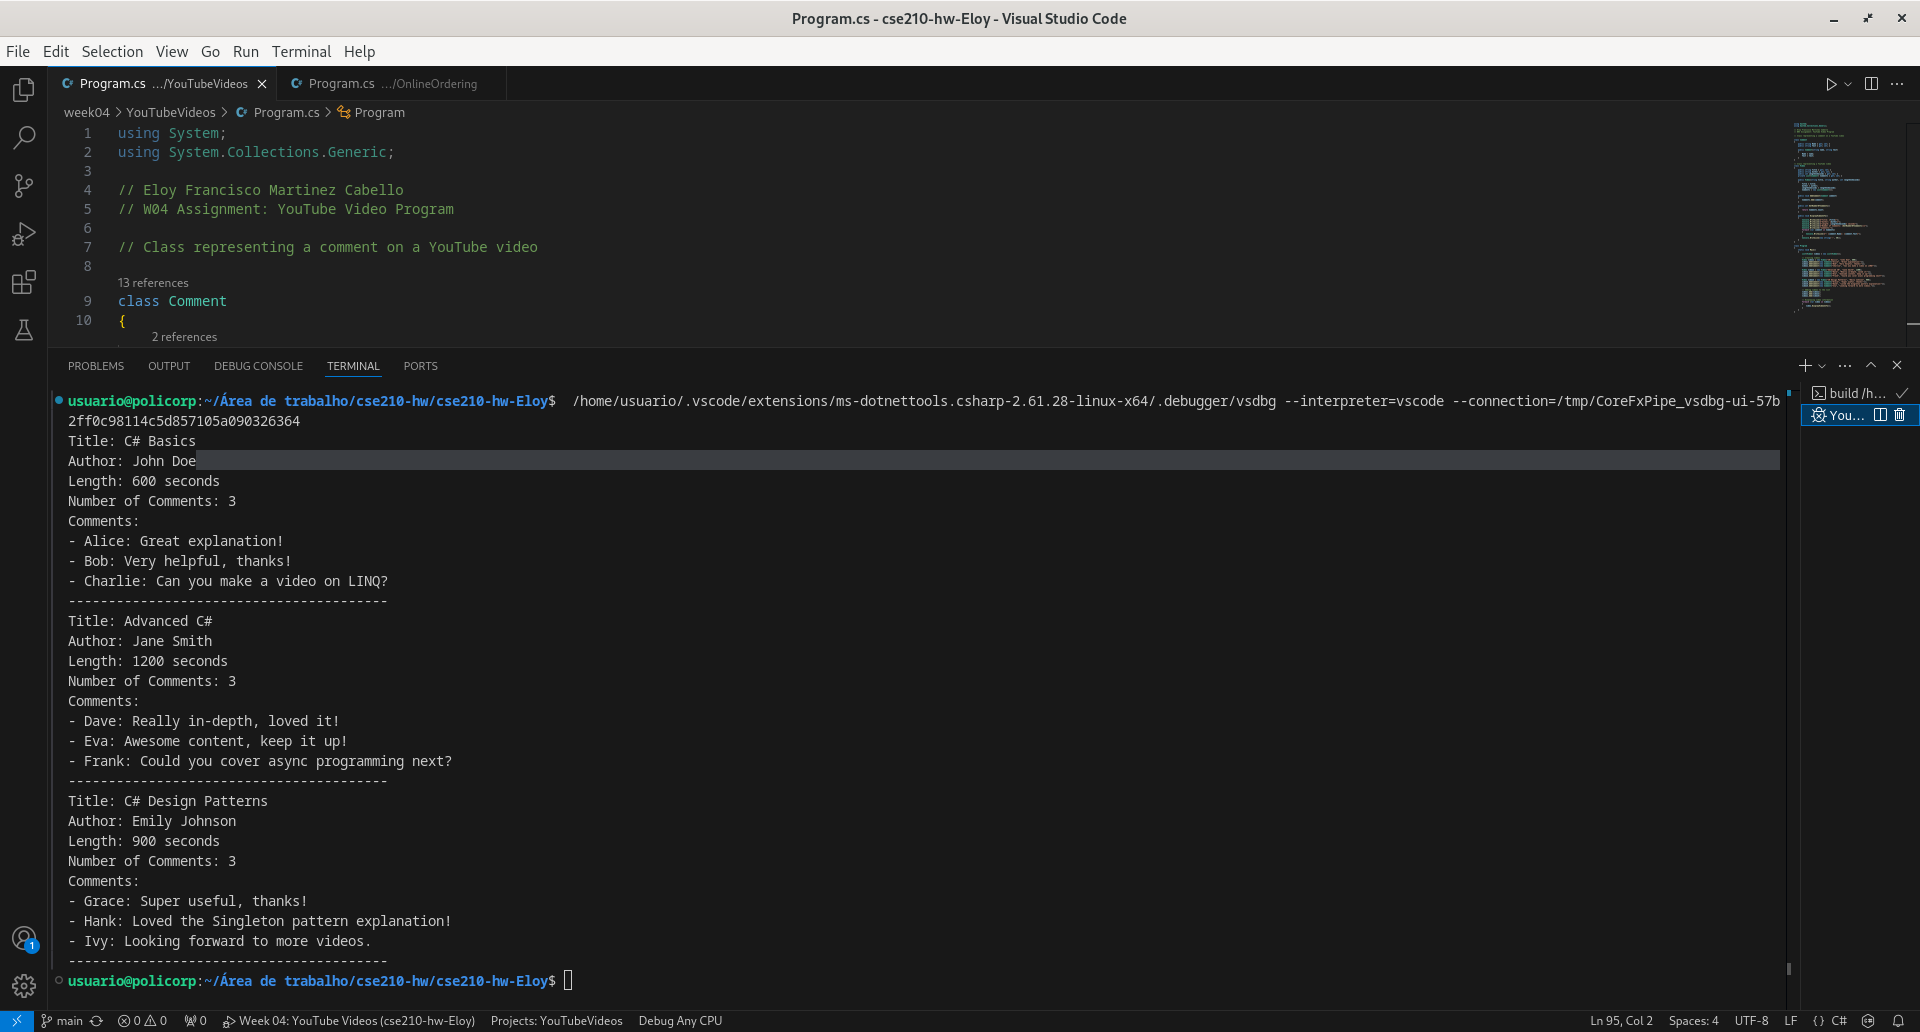 Program.cs - cse210-hw-Eloy - Visual Studio Code
File Edit Selection View Go Run Terminal Help
Program.cs .../YouTubeVideos Program.cs .../OnlineOrdering
week04 > YouTubeVideos > Program.cs > Program
1 using System;
2 using System.Collections.Generic;
3
4 // Eloy Francisco Martinez Cabello
5 // W04 Assignment: YouTube Video Program
6
7 // Class representing a comment on a YouTube video
8
13 references
9 class Comment
10 {
2 references
PROBLEMS OUTPUT DEBUG CONSOLE TERMINAL PORTS
usuario@policorp:~/Área de trabalho/cse210-hw/cse210-hw-Eloy$ /home/usuario/.vscode/extensions/ms-dotnettools.csharp-2.61.28-linux-x64/.debugger/vsdbg --interpreter=vscode --connection=/tmp/CoreFxPipe_vsdbg-ui-57b
2ff0c98114c5d857105a090326364
Title: C# Basics
Author: John Doe
Length: 600 seconds
Number of Comments: 3
Comments:
- Alice: Great explanation!
- Bob: Very helpful, thanks!
- Charlie: Can you make a video on LINQ?
----------------------------------------
Title: Advanced C#
Author: Jane Smith
Length: 1200 seconds
Number of Comments: 3
Comments:
- Dave: Really in-depth, loved it!
- Eva: Awesome content, keep it up!
- Frank: Could you cover async programming next?
----------------------------------------
Title: C# Design Patterns
Author: Emily Johnson
Length: 900 seconds
Number of Comments: 3
Comments:
- Grace: Super useful, thanks!
- Hank: Loved the Singleton pattern explanation!
- Ivy: Looking forward to more videos.
----------------------------------------
usuario@policorp:~/Área de trabalho/cse210-hw/cse210-hw-Eloy$
build /h...
You...
1
main 0 0 0 Week 04: YouTube Videos (cse210-hw-Eloy) Projects: YouTubeVideos Debug Any CPU Ln 95, Col 2 Spaces: 4 UTF-8 LF {} C#